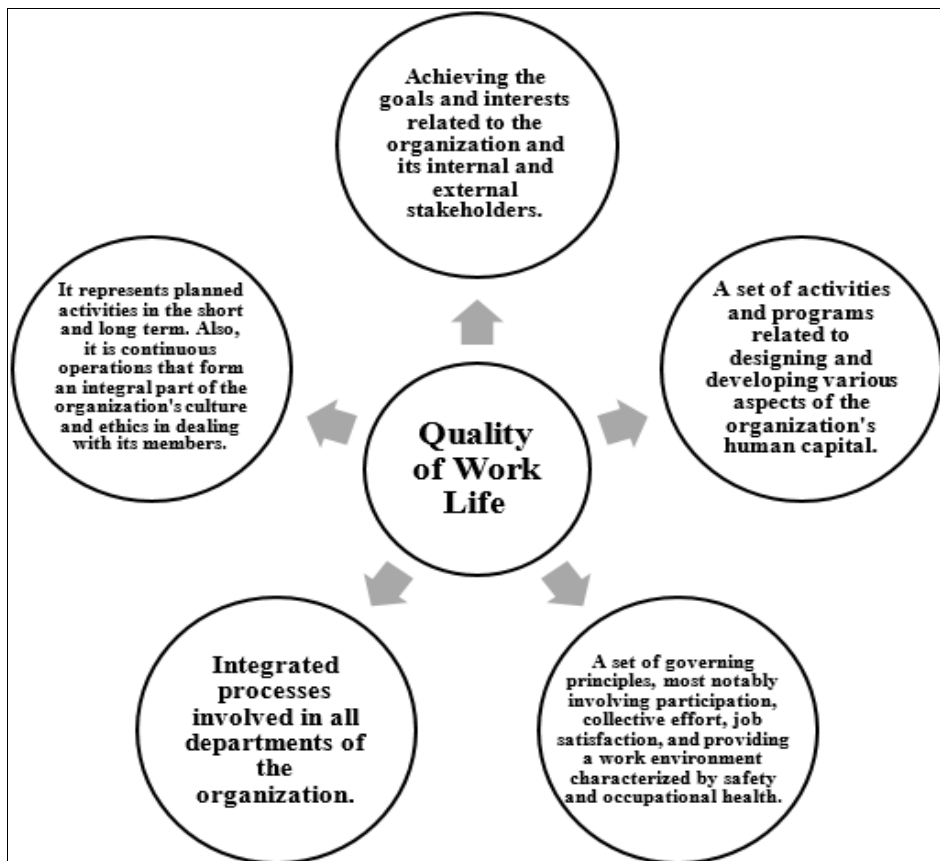 Achieving the
goals and interests
related to the
organization and
its internal and
external
stakeholders.
It represents planned
activities in the short
and long term. Also,
it is continuous
operations that form
an integral part of the
organization's culture
and ethics in dealing
with its members.
A set of activities
and programs
related to
designing and
developing various
aspects of the
organization's
human capital.
Quality
of Work
Life
Integrated
processes
involved in all
departments of
the
organization.
A set of governing
principles, most notably
involving participation,
collective effort, job
satisfaction, and providing
a work environment
characterized by safety
and occupational health.